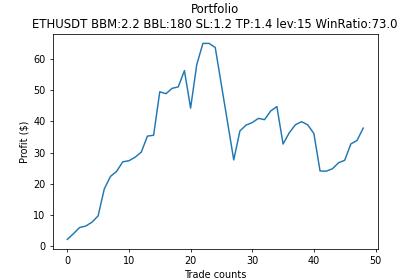 Portfolio
ETHUSDT BBM:2.2 BBL:180 SL:1.2 TP:1.4 lev:15 WinRatio:73.0
Profit ($)
60
50
40
30
20
10
0
0 10 20 30 40 50
Trade counts